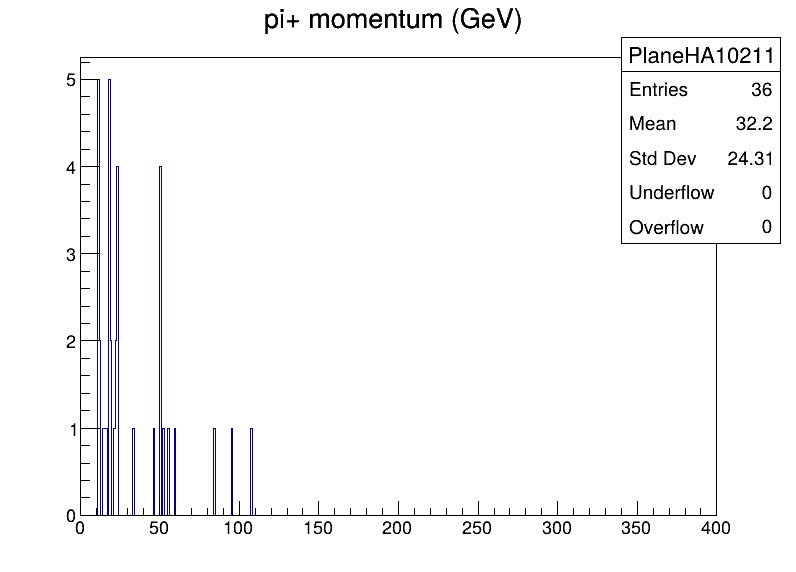 pi+ momentum (GeV)
PlaneHA10211
Entries 36
Mean 32.2
Std Dev 24.31
Underflow 0
Overflow 0
5
4
3
2
1
0
0 50 100 150 200 250 300 350 400